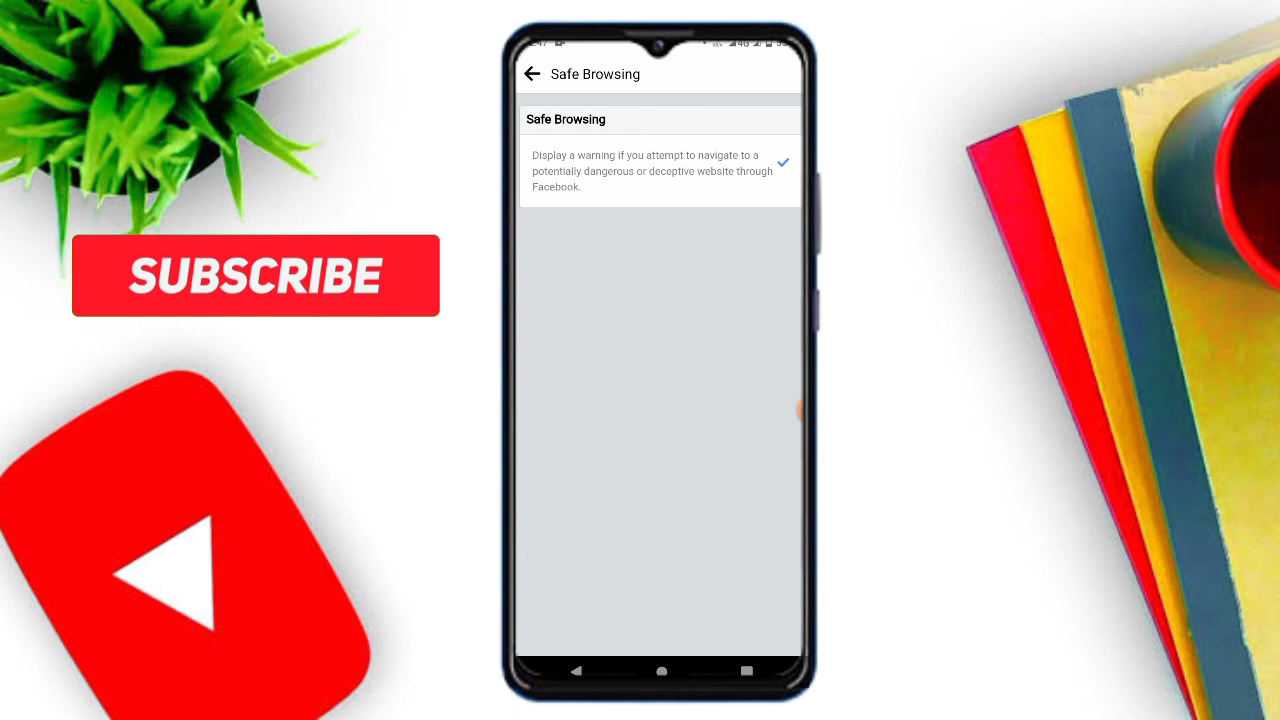 Safe Browsing
Safe Browsing
Display a warning if you attempt to navigate to a
potentially dangerous or deceptive website through
Facebook.
SUBSCRIBE